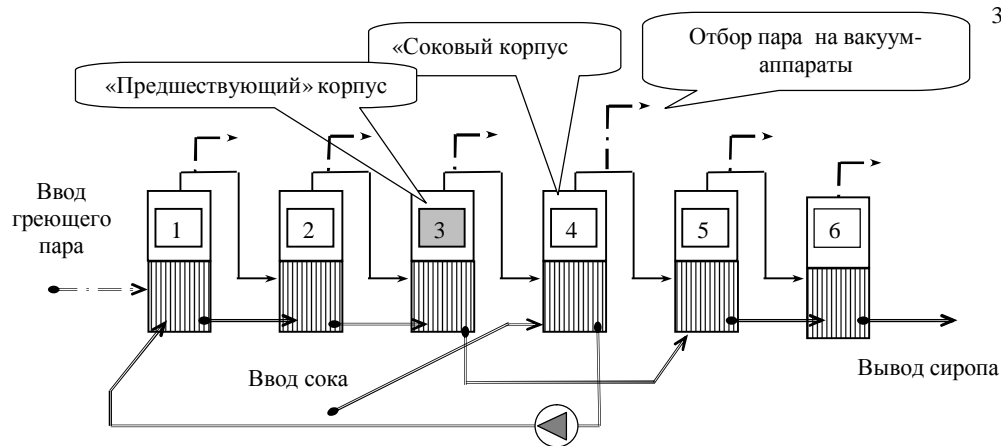 3
«Соковый корпус
Отбор пара на вакуум-
аппараты
«Предшествующий» корпус
Ввод
греющего
пара
1
2
3
4
5
6
Ввод сока
Вывод сиропа